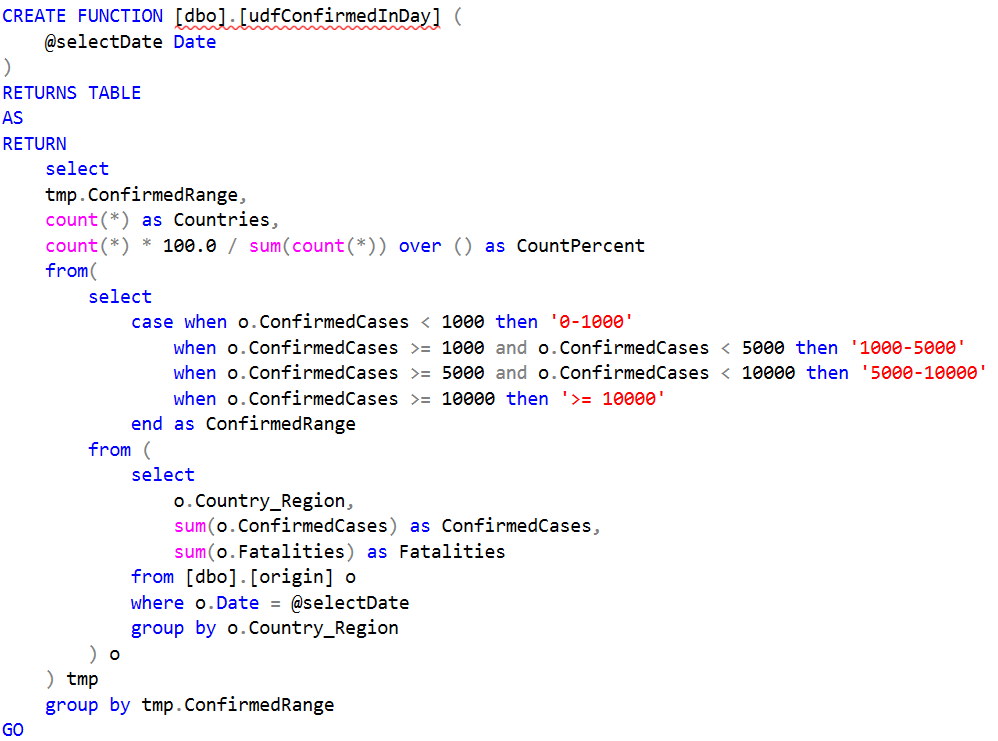 CREATE FUNCTION [dbo].[udfConfirmedInDay] (
    @selectDate Date
)
RETURNS TABLE
AS
RETURN
    select
    tmp.ConfirmedRange,
    count(*) as Countries,
    count(*) * 100.0 / sum(count(*)) over () as CountPercent
    from(
        select
            case when o.ConfirmedCases < 1000 then '0-1000'
                when o.ConfirmedCases >= 1000 and o.ConfirmedCases < 5000 then '1000-5000'
                when o.ConfirmedCases >= 5000 and o.ConfirmedCases < 10000 then '5000-10000'
                when o.ConfirmedCases >= 10000 then '>= 10000'
            end as ConfirmedRange
        from (
            select
                o.Country_Region,
                sum(o.ConfirmedCases) as ConfirmedCases,
                sum(o.Fatalities) as Fatalities
            from [dbo].[origin] o
            where o.Date = @selectDate
            group by o.Country_Region
        ) o
    ) tmp
    group by tmp.ConfirmedRange
GO